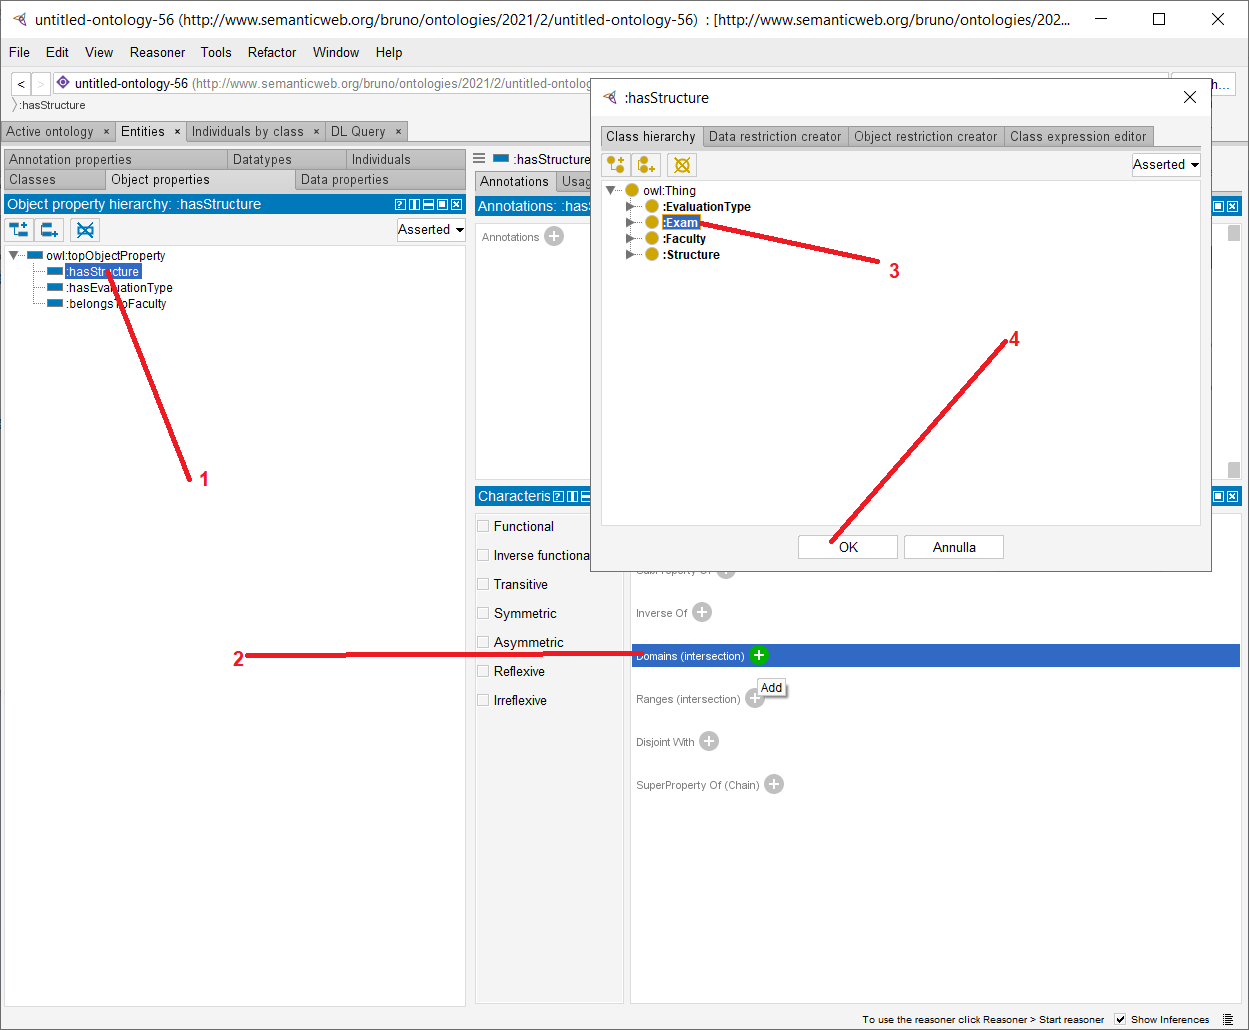 untitled-ontology-56 (http://www.semanticweb.org/bruno/ontologies/2021/2/untitled-ontology-56) : [http://www.semanticweb.org/bruno/ontologies/202...
File Edit View Reasoner Tools Refactor Window Help
< > untitled-ontology-56 (http://www.semanticweb.org/bruno/ontologies/2021/2/untitled-ontolog
h...
:hasStructure
Active ontology × Entities × Individuals by class × DL Query ×
Annotation properties Datatypes Individuals
Classes Object properties Data properties
Object property hierarchy: :hasStructure
Asserted
owl:topObjectProperty
:hasStructure
:hasEvaluationType
:belongsToFaculty
1
:hasStructure
Annotations Usag
Annotations: :has
Annotations
Characteris
Functional
Inverse functiona
Transitive
Symmetric
Asymmetric
Reflexive
Irreflexive
:hasStructure
Class hierarchy Data restriction creator Object restriction creator Class expression editor
Asserted
owl:Thing
:EvaluationType
:Exam
:Faculty
:Structure
3
4
OK Annulla
SubProperty Of
Inverse Of
2
Domains (intersection)
Add
Ranges (intersection)
Disjoint With
SuperProperty Of (Chain)
To use the reasoner click Reasoner > Start reasoner Show Inferences